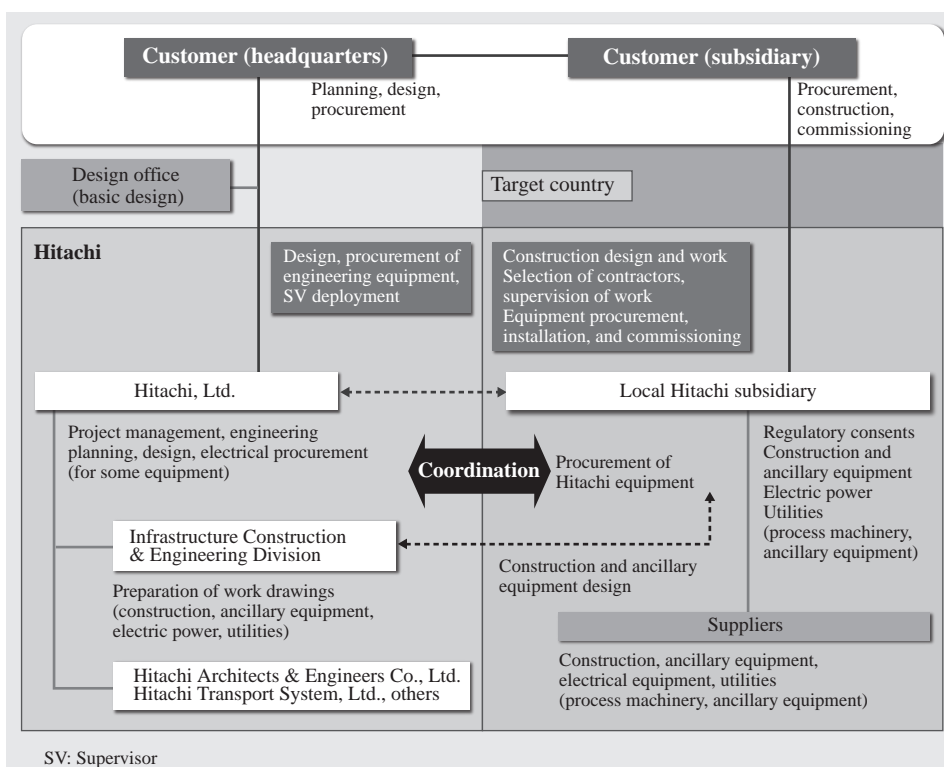 Customer (headquarters)
Customer (subsidiary)
Planning, design,
procurement
Procurement,
construction,
commissioning
Design office
(basic design)
Target country
Hitachi
Design, procurement of
engineering equipment,
SV deployment
Construction design and work
Selection of contractors,
supervision of work
Equipment procurement,
installation, and commissioning
Hitachi, Ltd.
Local Hitachi subsidiary
Project management, engineering
planning, design, electrical procurement
(for some equipment)
Coordination
Procurement of
Hitachi equipment
Regulatory consents
Construction and
ancillary equipment
Electric power
Utilities
(process machinery,
ancillary equipment)
Infrastructure Construction
& Engineering Division
Construction and ancillary
equipment design
Preparation of work drawings
(construction, ancillary equipment,
electric power, utilities)
Suppliers
Construction, ancillary equipment,
electrical equipment, utilities
(process machinery, ancillary equipment)
Hitachi Architects & Engineers Co., Ltd.
Hitachi Transport System, Ltd., others
SV: Supervisor